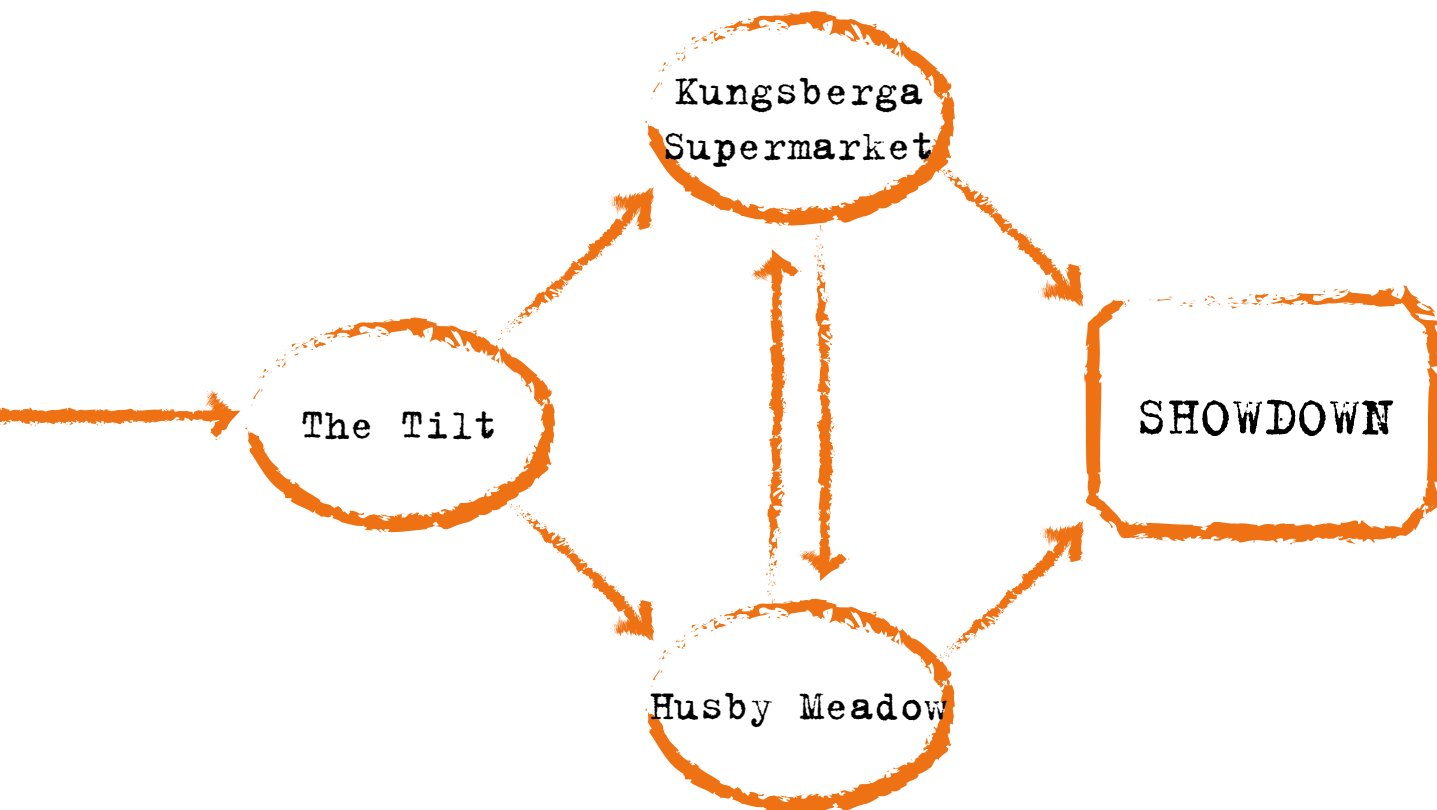 Kungsberga
Supermarket
The Tilt
SHOWDOWN
Husby Meadow